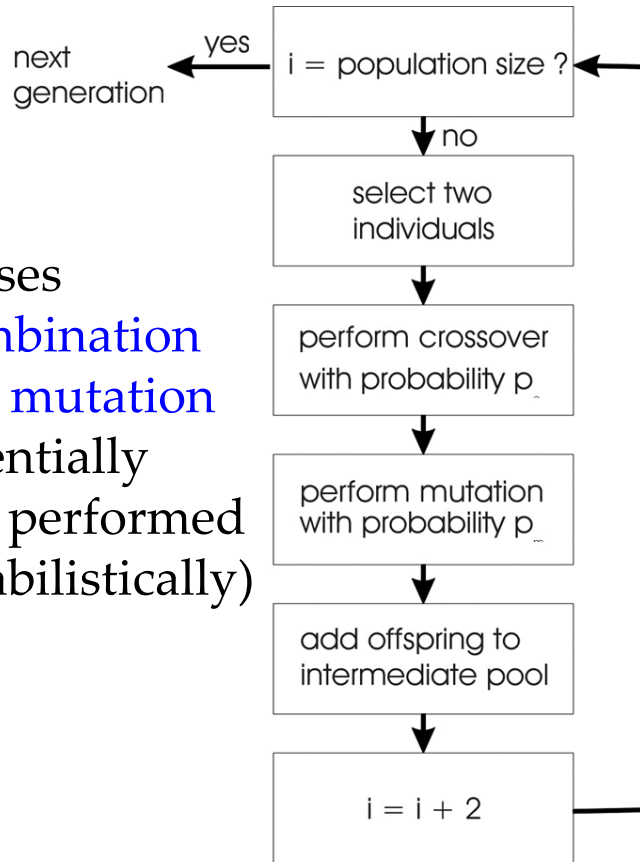 yes
next
generation
i = population size ?
no
select two
individuals
perform crossover
with probability p
perform mutation
with probability p
add offspring to
intermediate pool
i = i + 2
ses
nbination
mutation
entially
performed
abilistically)